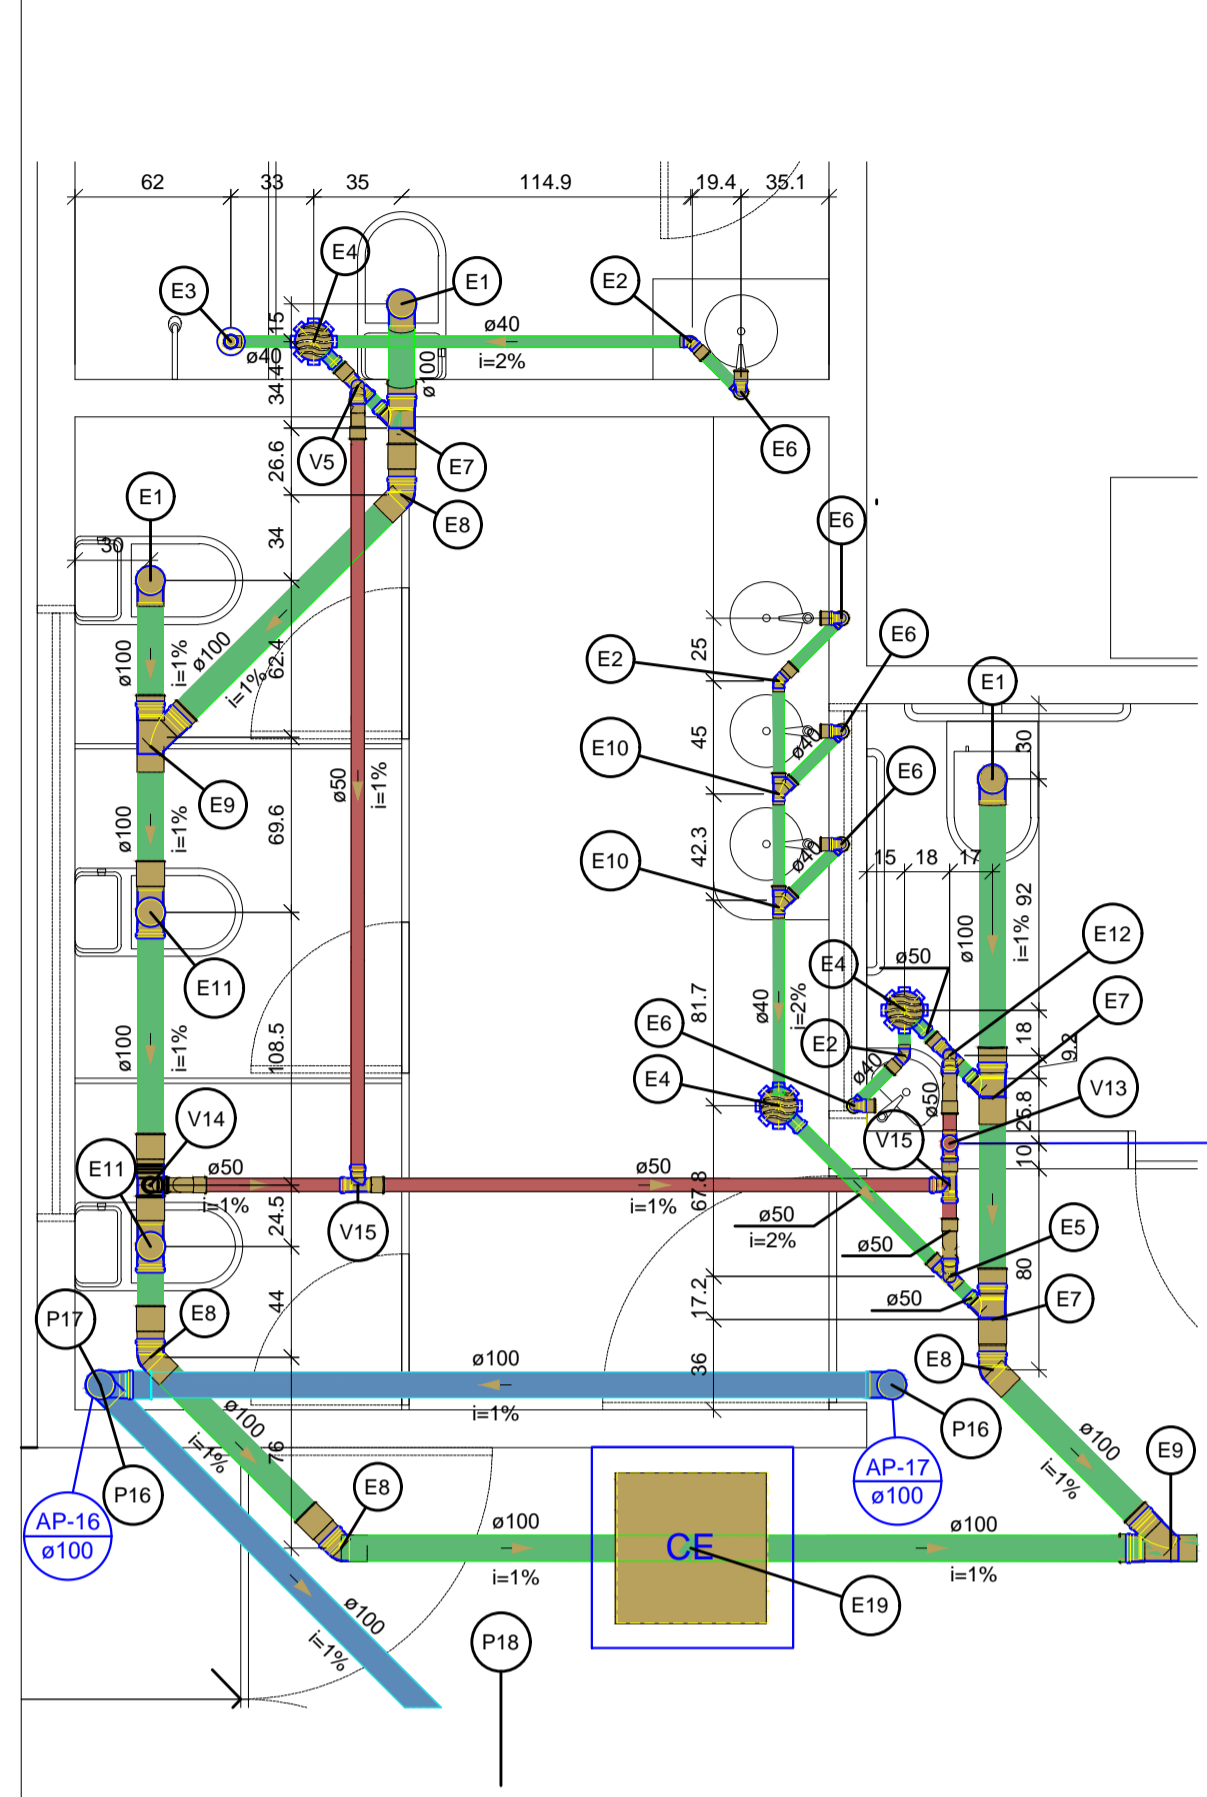 62
33
35
114.9
19.4
35.1
E4
E3
E1
E2
15
ø40
ø40
i=2%
ø100
34.4
40
E6
V5
E7
26.6
E8
E1
34
30
E6
ø100
i=1%
ø100
i=1%
62.4
25
E6
E2
E1
45
ø40
30
E10
E6
E9
ø50
i=1%
ø100
i=1%
69.6
42.3
ø40
E10
15
18
17
92
i=1%
ø100
E12
E4
ø50
E11
E7
81.7
ø40
i=2%
E6
E2
18
9.2
108.5
ø100
i=1%
ø40
ø50
E4
V13
25.8
V14
V15
E11
10
ø50
i=1%
ø50
i=1%
67.8
24.5
V15
ø50
i=2%
ø50
E5
80
ø50
17.2
E7
44
E8
P17
ø100
i=1%
36
E8
ø100
i=1%
76
P16
P16
AP-17
ø100
ø100
i=1%
E9
E8
AP-16
ø100
ø100
i=1%
CE
ø100
i=1%
E19
ø100
i=1%
P18